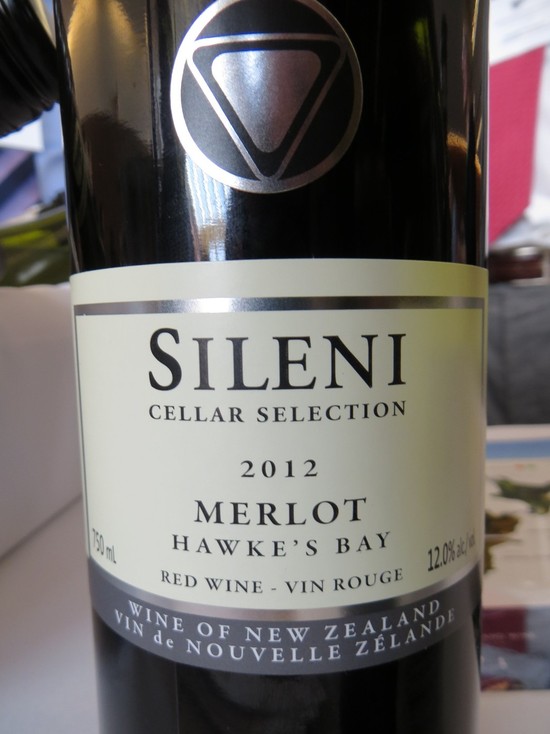 SILENI
CELLAR SELECTION
2012
MERLOT
HAWKE'S BAY
750 mL
12.0% alc./vol.
RED WINE - VIN ROUGE
WINE OF NEW ZEALAND
VIN de NOUVELLE ZÉLANDE